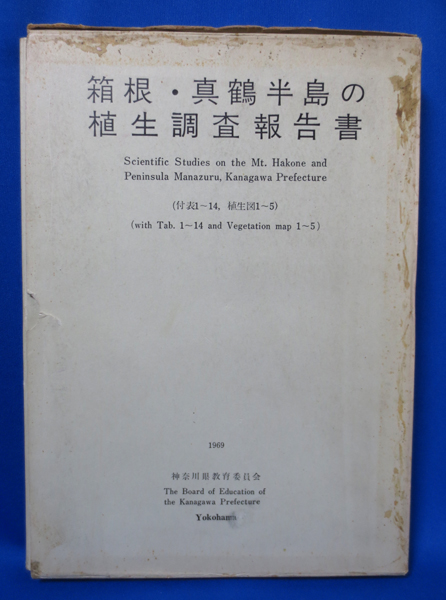 箱根・真鶴半島の
植生調査報告書
Scientific Studies on the Mt. Hakone and
Peninsula Manazuru, Kanagawa Prefecture
(付表1〜14, 植生図1〜5)
(with Tab. 1〜14 and Vegetation map 1〜5)
1969
神奈川県教育委員会
The Board of Education of
the Kanagawa Prefecture
Yokohama